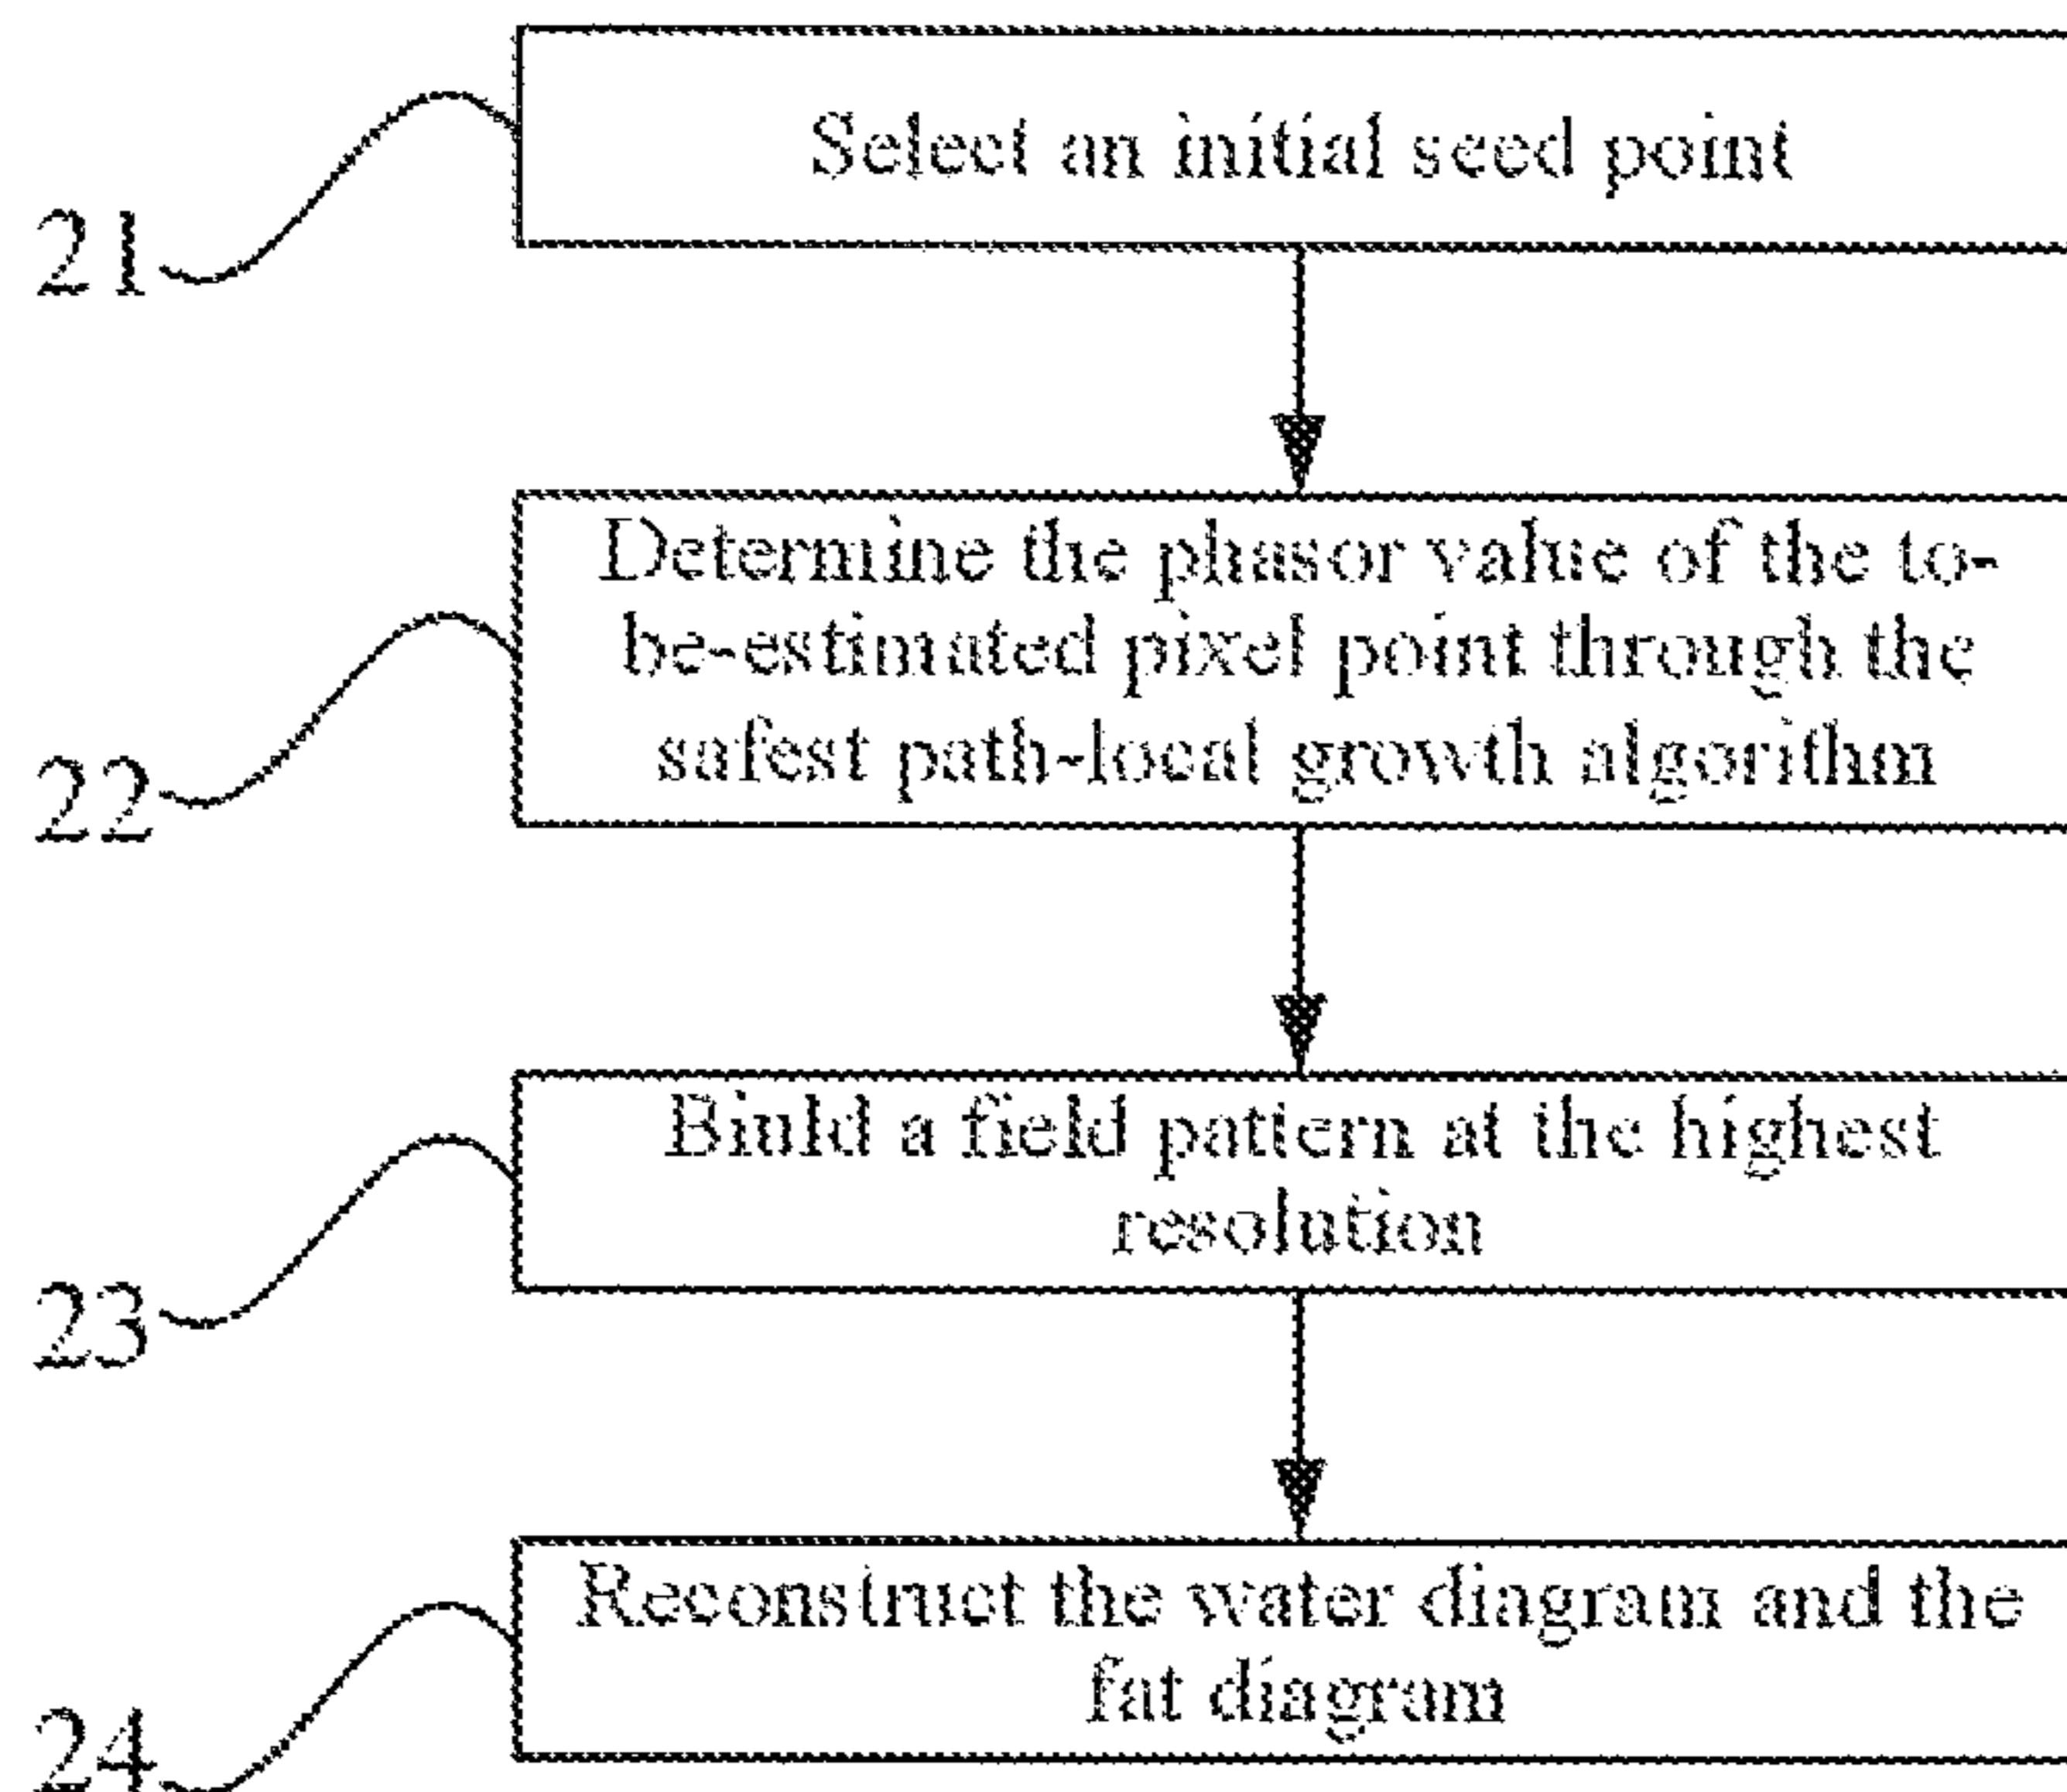 Select an initial seed point
21
Determine the phasor value of the to-
be-estimated pixel point through the
safest path-local growth algorithm
22
Build a field pattern at the highest
resolution
23
Reconstruct the water diagram and the
fat diagram
24